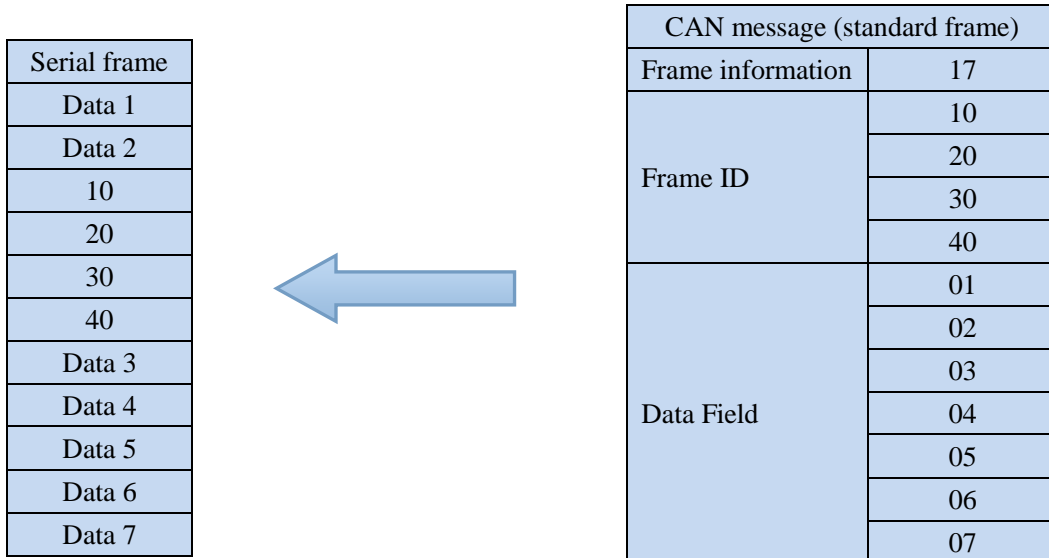 Serial frame
Data 1
Data 2
10
20
30
40
Data 3
Data 4
Data 5
Data 6
Data 7
CAN message (standard frame)
Frame information 17
Frame ID
10
20
30
40
Data Field
01
02
03
04
05
06
07